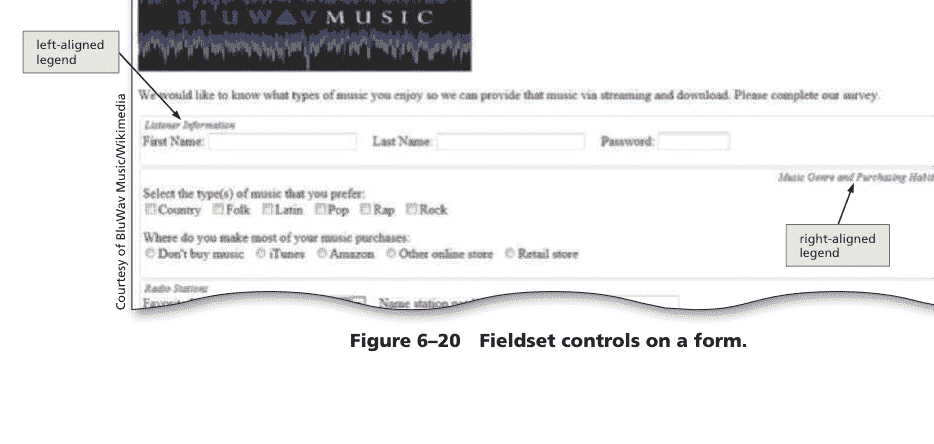 BLUWAVMUSIC
left-aligned
legend
We would like to know what types of music you enjoy so we can provide that music via streaming and download. Please complete our survey.
Listener Information
First Name: Last Name: Password:
Music Genre and Purchasing Habit
Select the type(s) of music that you prefer:
Country Folk Latin Pop Rap Rock
right-aligned
legend
Where do you make most of your music purchases:
Don't buy music iTunes Amazon Other online store Retail store
Radio Stations
Name station
Courtesy of BluWav Music/Wikimedia
Figure 6–20 Fieldset controls on a form.